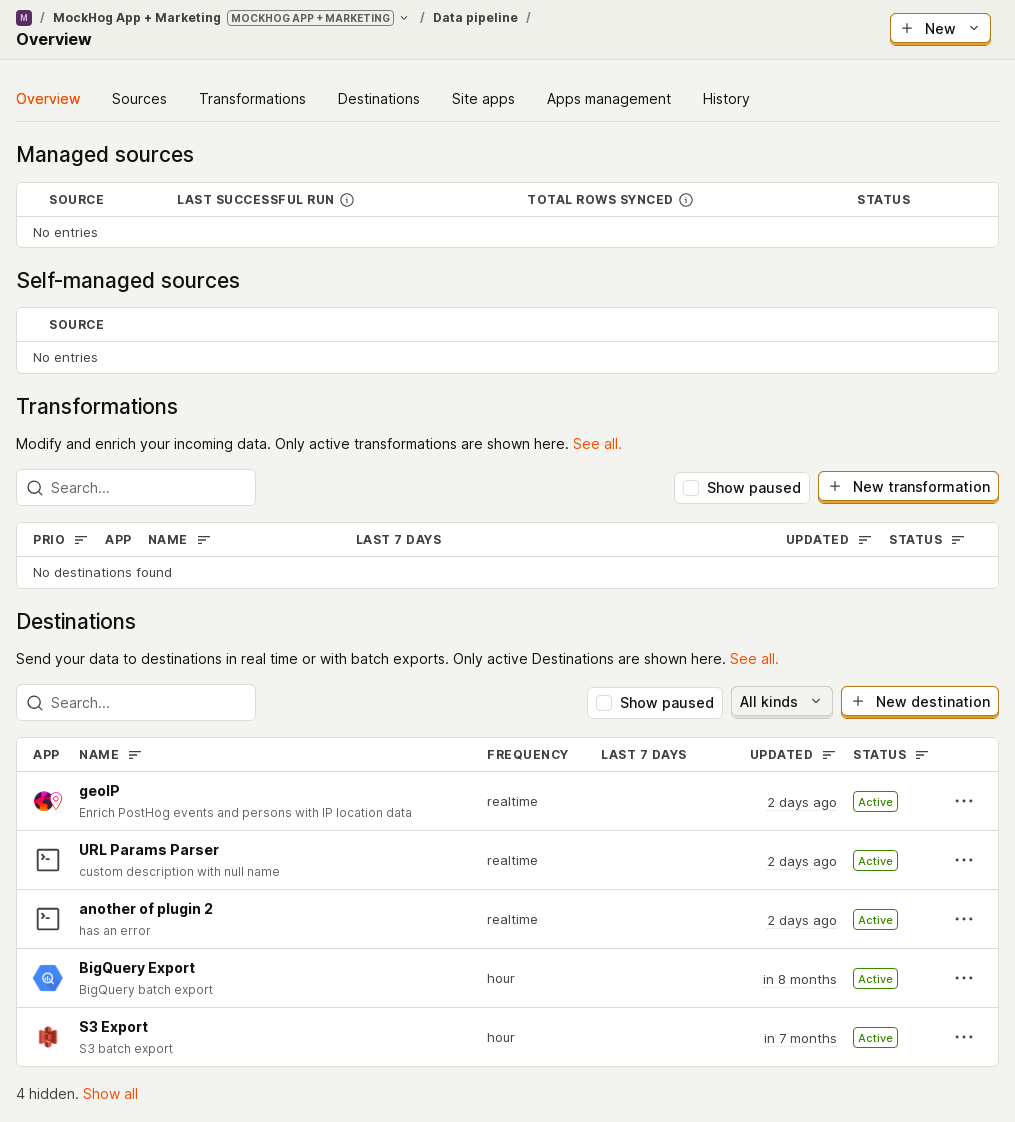 M / MockHog App + Marketing MOCKHOG APP + MARKETING / Data pipeline /
Overview
New
Overview Sources Transformations Destinations Site apps Apps management History
Managed sources
SOURCE LAST SUCCESSFUL RUN TOTAL ROWS SYNCED STATUS
No entries
Self-managed sources
SOURCE
No entries
Transformations
Modify and enrich your incoming data. Only active transformations are shown here. See all.
Search... Show paused New transformation
PRIO APP NAME LAST 7 DAYS UPDATED STATUS
No destinations found
Destinations
Send your data to destinations in real time or with batch exports. Only active Destinations are shown here. See all.
Search... Show paused All kinds New destination
APP NAME FREQUENCY LAST 7 DAYS UPDATED STATUS
geoIP
Enrich PostHog events and persons with IP location data
realtime 2 days ago Active
URL Params Parser
custom description with null name
realtime 2 days ago Active
another of plugin 2
has an error
realtime 2 days ago Active
BigQuery Export
BigQuery batch export
hour in 8 months Active
S3 Export
S3 batch export
hour in 7 months Active
4 hidden. Show all